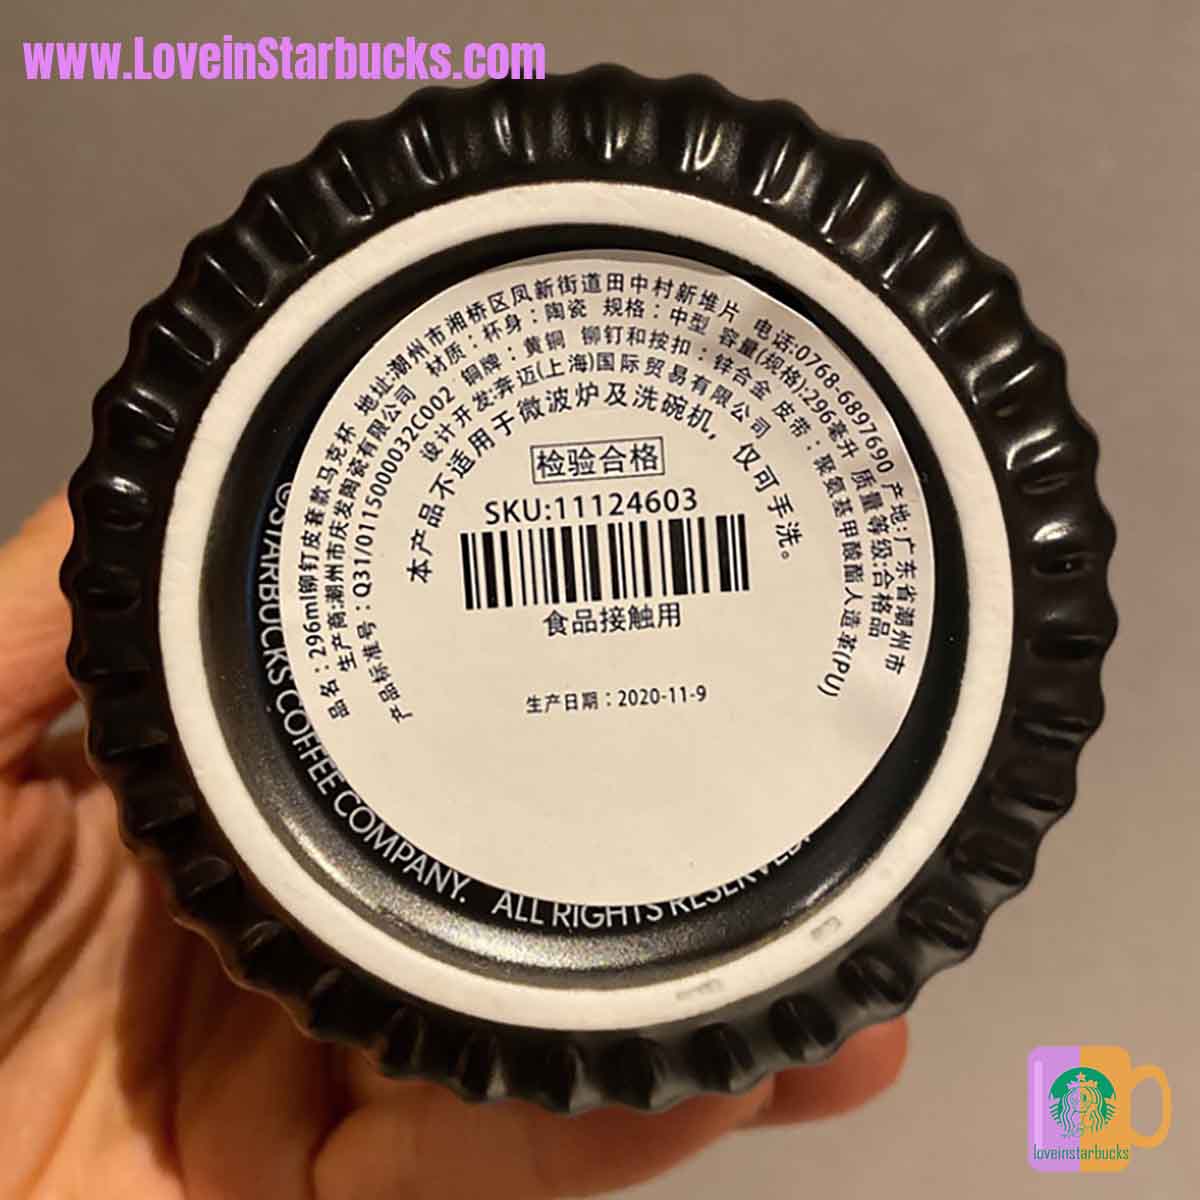 www.LoveinStarbucks.com
品名：296ml铆钉皮套款马克杯 地址:潮州市湘桥区凤新街道田中村新堆片 电话:0768-6897690 产地:广东省潮州市
生产商:潮州市庆发陶瓷有限公司 材质：杯身：陶瓷 规格：中型 容量(规格):296毫升 质量等级:合格品
产品标准号：Q31/0115000032C002 铜牌：黄铜 铆钉和按扣：锌合金 皮带：聚氨基甲酸酯人造革(PU)
设计开发:奔迈(上海)国际贸易有限公司
本产品不适用于微波炉及洗碗机，仅可手洗。
检验合格
SKU:11124603
食品接触用
生产日期：2020-11-9
©STARBUCKS COFFEE COMPANY. ALL RIGHTS RESERVED.
loveinstarbucks